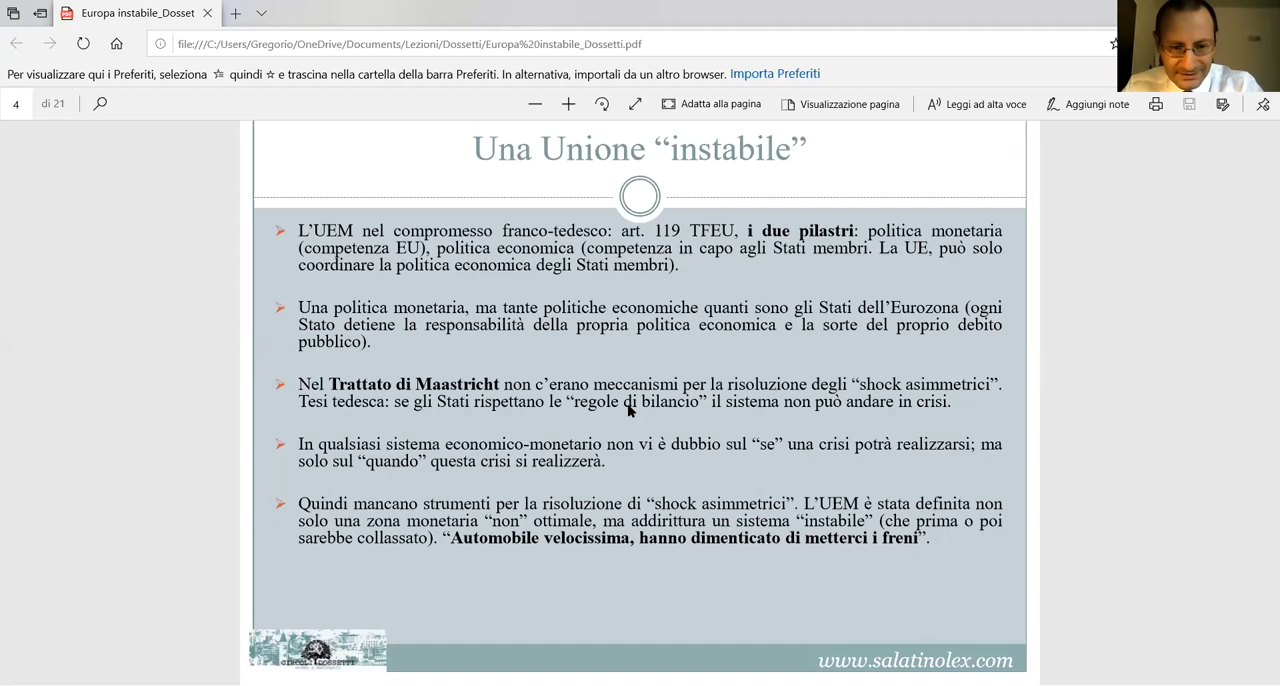 Europa instabile_Dosset
file:///C:/Users/Gregorio/OneDrive/Documents/Lezioni/Dossetti/Europa%20instabile_Dossetti.pdf
Per visualizzare qui i Preferiti, seleziona quindi e trascina nella cartella della barra Preferiti. In alternativa, importali da un altro browser. Importa Preferiti
4 di 21 Adatta alla pagina Visualizzazione pagina Leggi ad alta voce Aggiungi note
Una Unione “instabile”
L’UEM nel compromesso franco-tedesco: art. 119 TFEU, i due pilastri: politica monetaria
(competenza EU), politica economica (competenza in capo agli Stati membri. La UE, può solo
coordinare la politica economica degli Stati membri).
Una politica monetaria, ma tante politiche economiche quanti sono gli Stati dell’Eurozona (ogni
Stato detiene la responsabilità della propria politica economica e la sorte del proprio debito
pubblico).
Nel Trattato di Maastricht non c’erano meccanismi per la risoluzione degli “shock asimmetrici”.
Tesi tedesca: se gli Stati rispettano le “regole di bilancio” il sistema non può andare in crisi.
In qualsiasi sistema economico-monetario non vi è dubbio sul “se” una crisi potrà realizzarsi; ma
solo sul “quando” questa crisi si realizzerà.
Quindi mancano strumenti per la risoluzione di “shock asimmetrici”. L’UEM è stata definita non
solo una zona monetaria “non” ottimale, ma addirittura un sistema “instabile” (che prima o poi
sarebbe collassato). “Automobile velocissima, hanno dimenticato di metterci i freni”.
CIRCOLI DOSSETTI
www.salatinolex.com